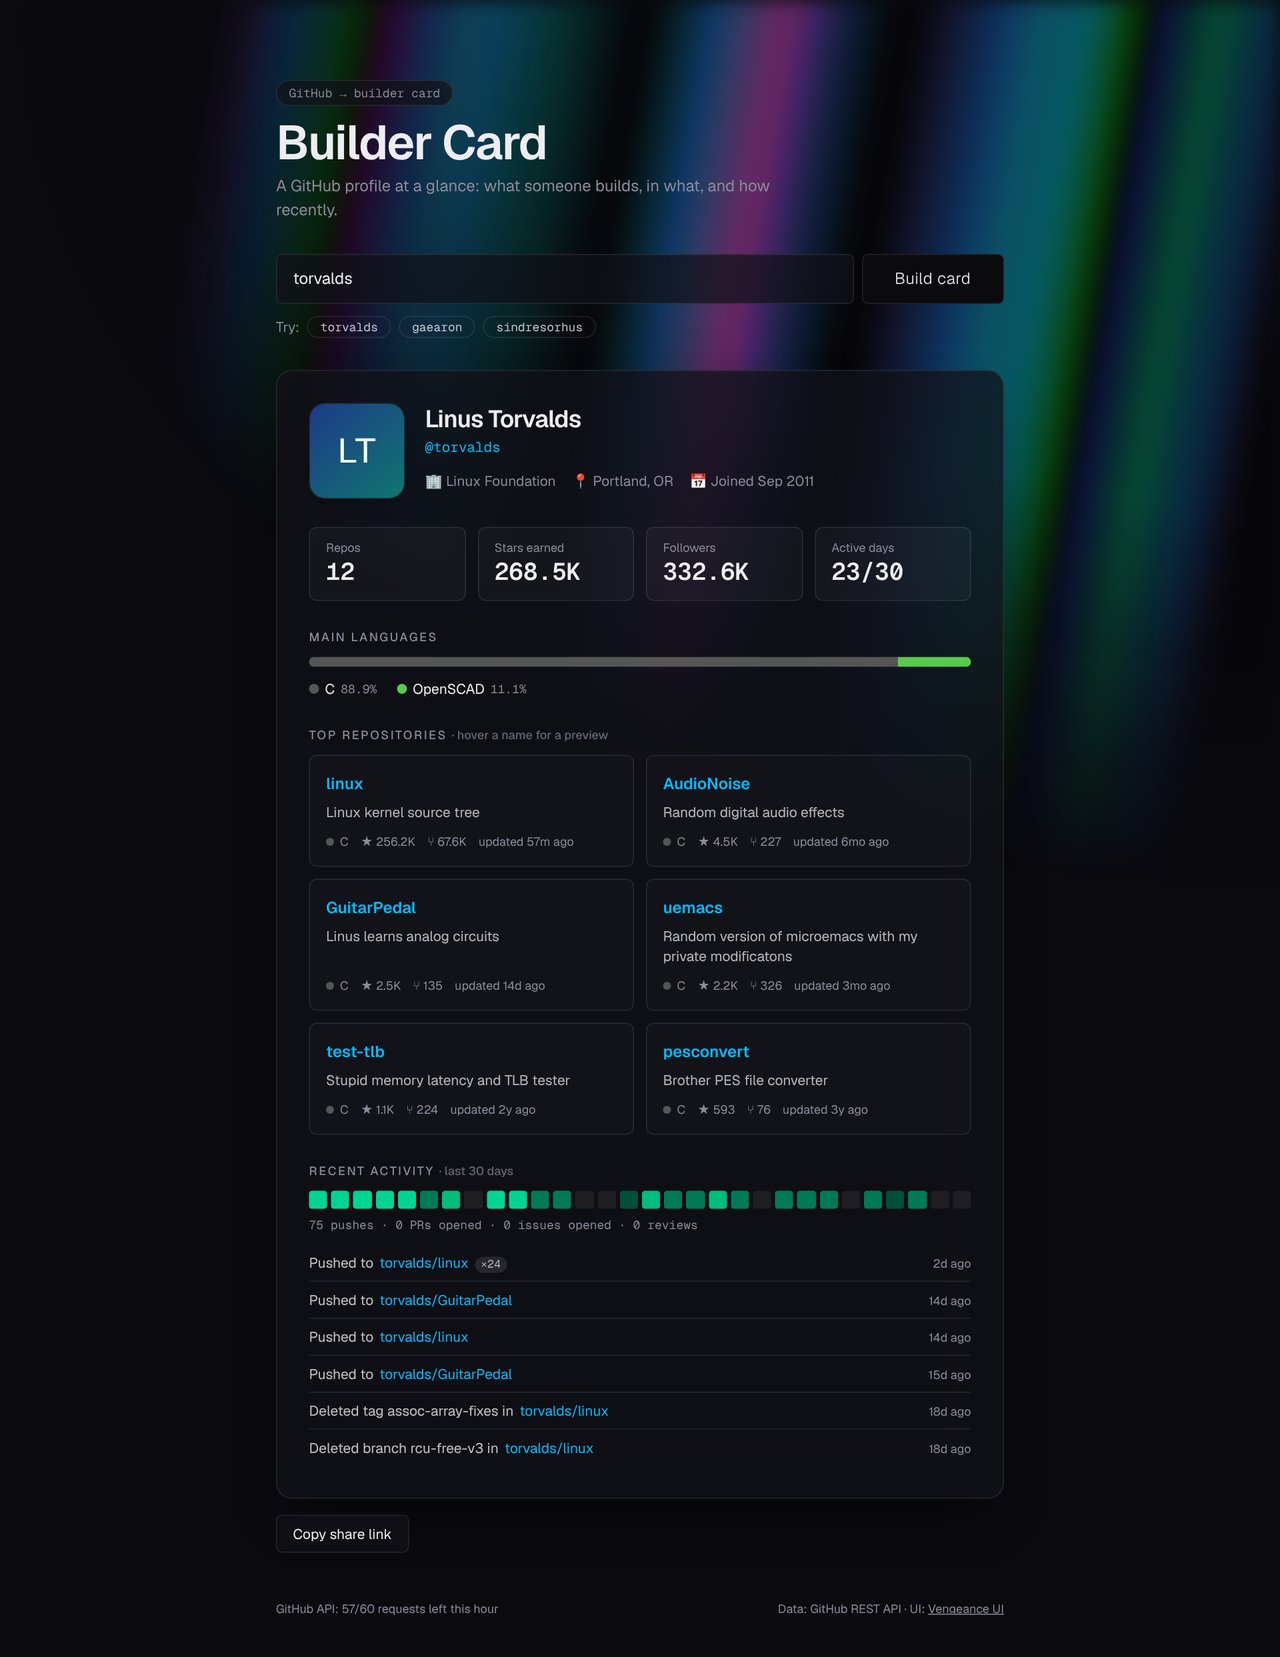 GitHub → builder card
Builder Card
A GitHub profile at a glance: what someone builds, in what, and how
recently.
torvalds
Build card
Try: torvalds gaearon sindresorhus
LT
Linus Torvalds
@torvalds
🏢 Linux Foundation 📍 Portland, OR 📅 Joined Sep 2011
Repos
12
Stars earned
268.5K
Followers
332.6K
Active days
23/30
MAIN LANGUAGES
C 88.9% OpenSCAD 11.1%
TOP REPOSITORIES · hover a name for a preview
linux
Linux kernel source tree
C ★ 256.2K ⑂ 67.6K updated 57m ago
AudioNoise
Random digital audio effects
C ★ 4.5K ⑂ 227 updated 6mo ago
GuitarPedal
Linus learns analog circuits
C ★ 2.5K ⑂ 135 updated 14d ago
uemacs
Random version of microemacs with my
private modificatons
C ★ 2.2K ⑂ 326 updated 3mo ago
test-tlb
Stupid memory latency and TLB tester
C ★ 1.1K ⑂ 224 updated 2y ago
pesconvert
Brother PES file converter
C ★ 593 ⑂ 76 updated 3y ago
RECENT ACTIVITY · last 30 days
75 pushes · 0 PRs opened · 0 issues opened · 0 reviews
Pushed to torvalds/linux ×24 2d ago
Pushed to torvalds/GuitarPedal 14d ago
Pushed to torvalds/linux 14d ago
Pushed to torvalds/GuitarPedal 15d ago
Deleted tag assoc-array-fixes in torvalds/linux 18d ago
Deleted branch rcu-free-v3 in torvalds/linux 18d ago
Copy share link
GitHub API: 57/60 requests left this hour
Data: GitHub REST API · UI: Vengeance UI